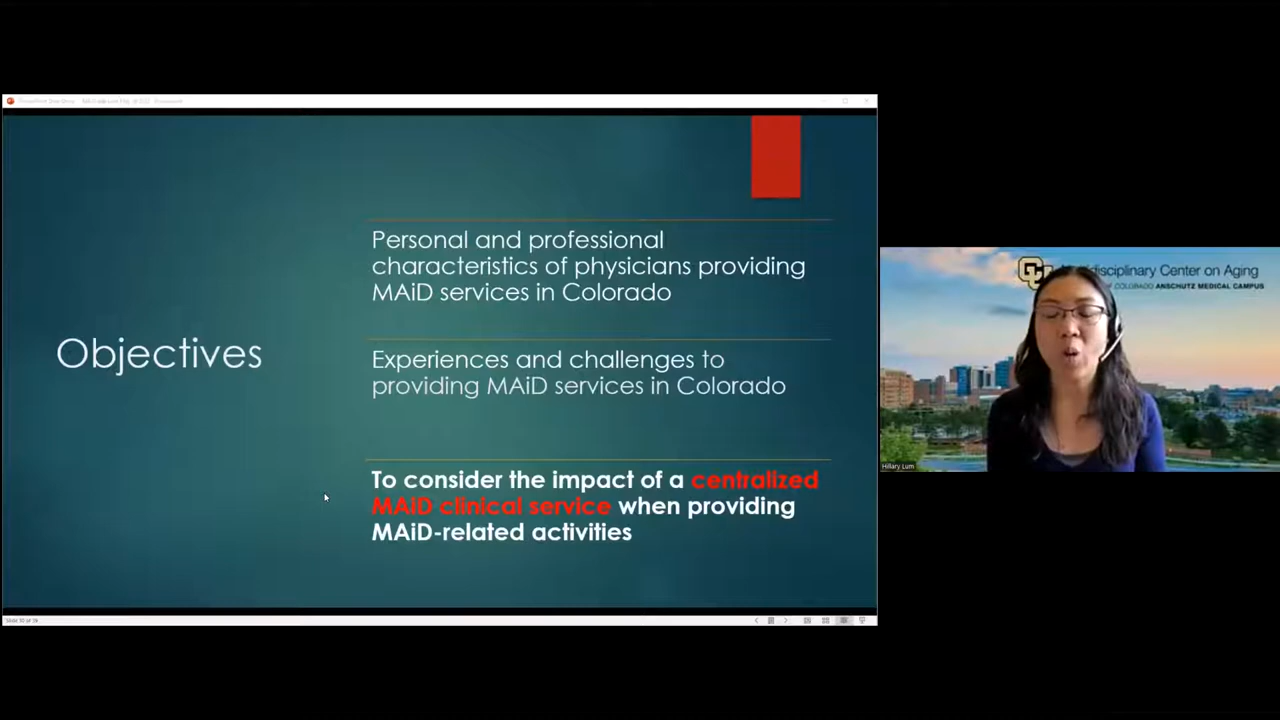 Objectives
Personal and professional
characteristics of physicians providing
MAiD services in Colorado
Experiences and challenges to
providing MAiD services in Colorado
To consider the impact of a centralized
MAiD clinical service when providing
MAiD-related activities
disciplinary Center on Aging
COLORADO ANSCHUTZ MEDICAL CAMPUS
Hillary Lum